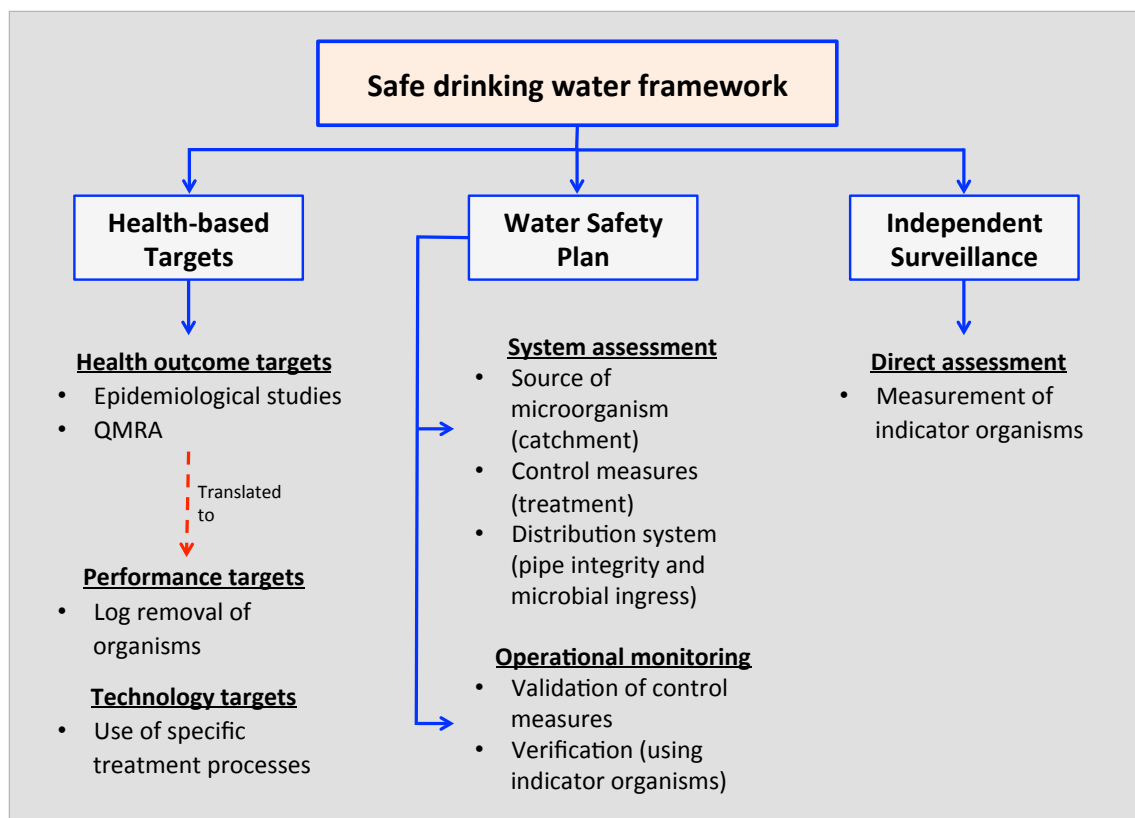 Safe drinking water framework
Health-based
Targets
Health outcome targets
• Epidemiological studies
• QMRA
Translated
to
Performance targets
• Log removal of
organisms
Technology targets
• Use of specific
treatment processes
Water Safety
Plan
System assessment
• Source of
microorganism
(catchment)
• Control measures
(treatment)
• Distribution system
(pipe integrity and
microbial ingress)
Operational monitoring
• Validation of control
measures
• Verification (using
indicator organisms)
Independent
Surveillance
Direct assessment
• Measurement of
indicator organisms